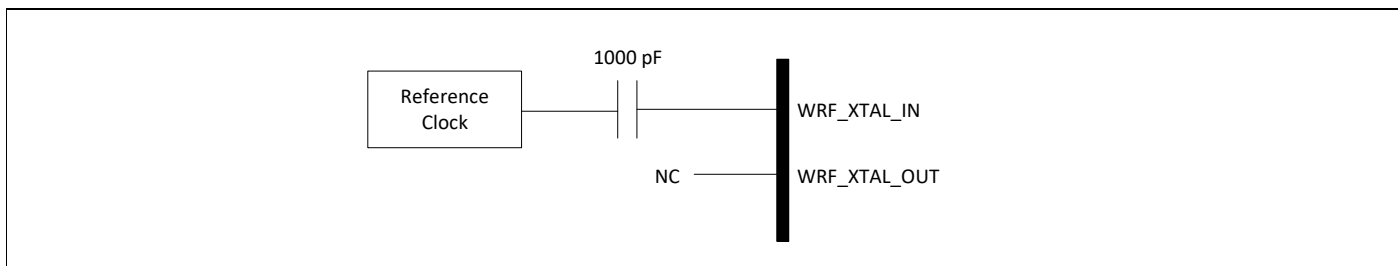 1000 pF
Reference
Clock
WRF_XTAL_IN
NC
WRF_XTAL_OUT